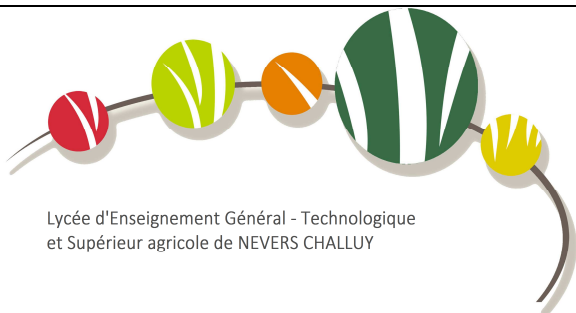 Lycée d'Enseignement Général - Technologique
et Supérieur agricole de NEVERS CHALLUY